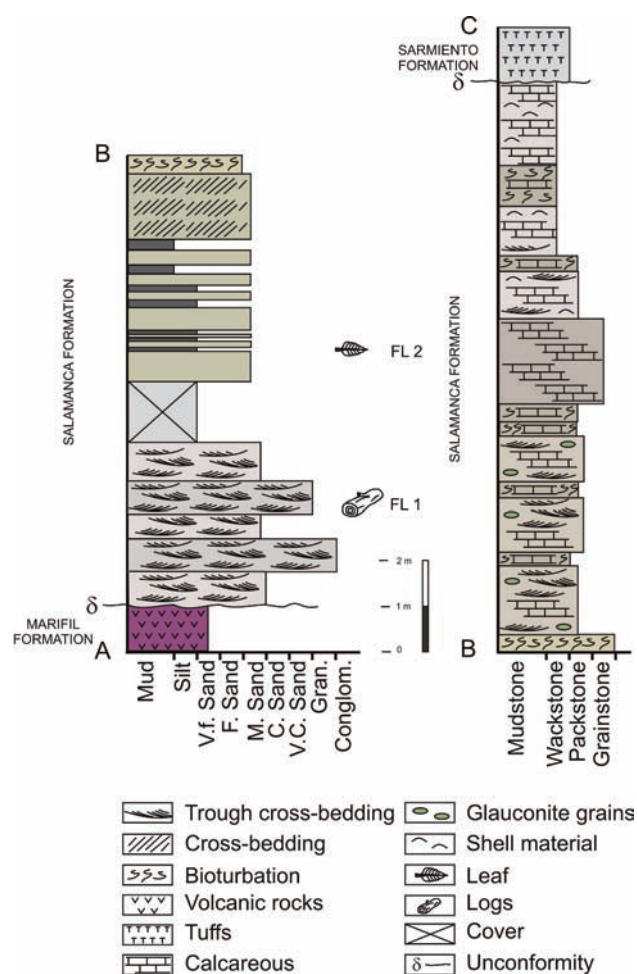 C
SARMIENTO
FORMATION
δ
B
SALAMANCA FORMATION
FL 2
FL 1
δ
MARIFIL
FORMATION
A
2 m
1 m
0
Mud
Silt
V.f. Sand
F. Sand
M. Sand
C. Sand
V.C. Sand
Gran.
Conglom.
SALAMANCA FORMATION
B
Mudstone
Wackstone
Packstone
Grainstone
Trough cross-bedding
Cross-bedding
Bioturbation
Volcanic rocks
Tuffs
Calcareous
Glauconite grains
Shell material
Leaf
Logs
Cover
δ Unconformity